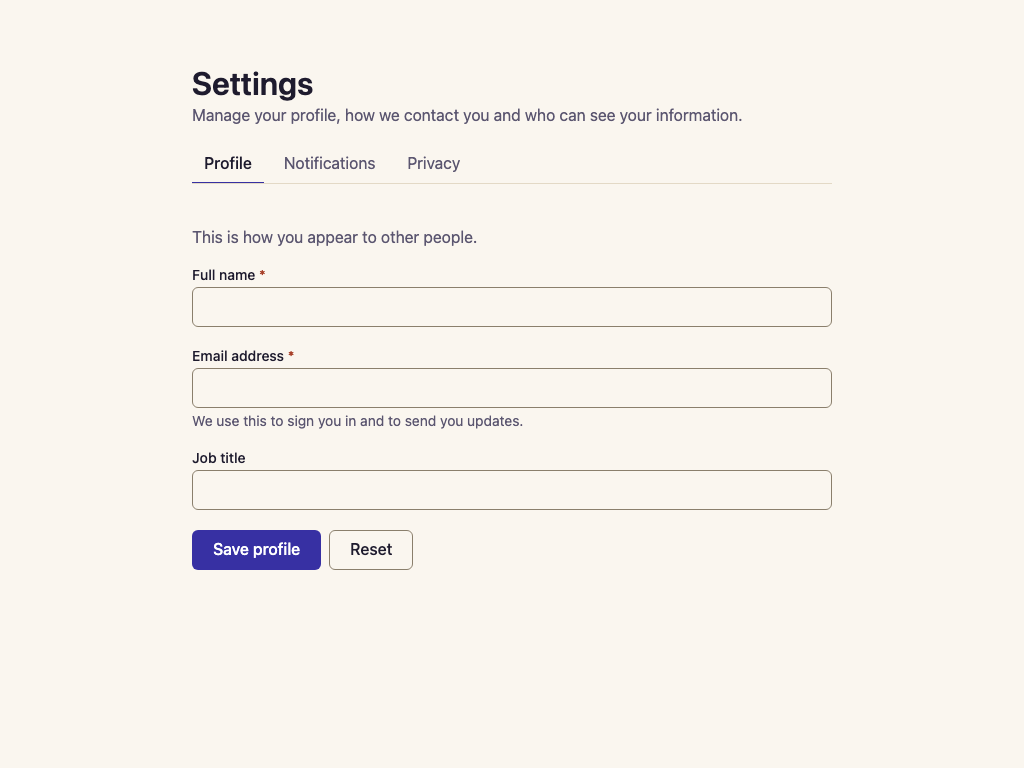 Settings
Manage your profile, how we contact you and who can see your information.
Profile Notifications Privacy
This is how you appear to other people.
Full name *
Email address *
We use this to sign you in and to send you updates.
Job title
Save profile Reset